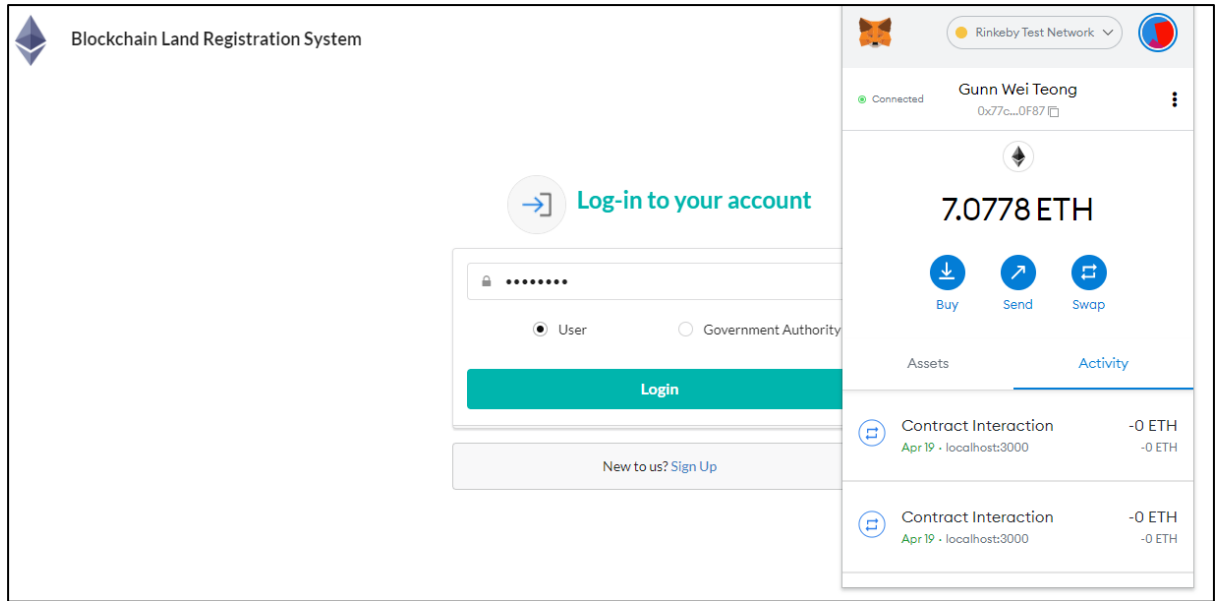 Blockchain Land Registration System
Log-in to your account
••••••••
User
Government Authority
Login
New to us? Sign Up
Rinkeby Test Network
Connected
Gunn Wei Teong
0x77c...0F87
7.0778 ETH
Buy
Send
Swap
Assets
Activity
Contract Interaction
-0 ETH
Apr 19 · localhost:3000
-0 ETH
Contract Interaction
-0 ETH
Apr 19 · localhost:3000
-0 ETH